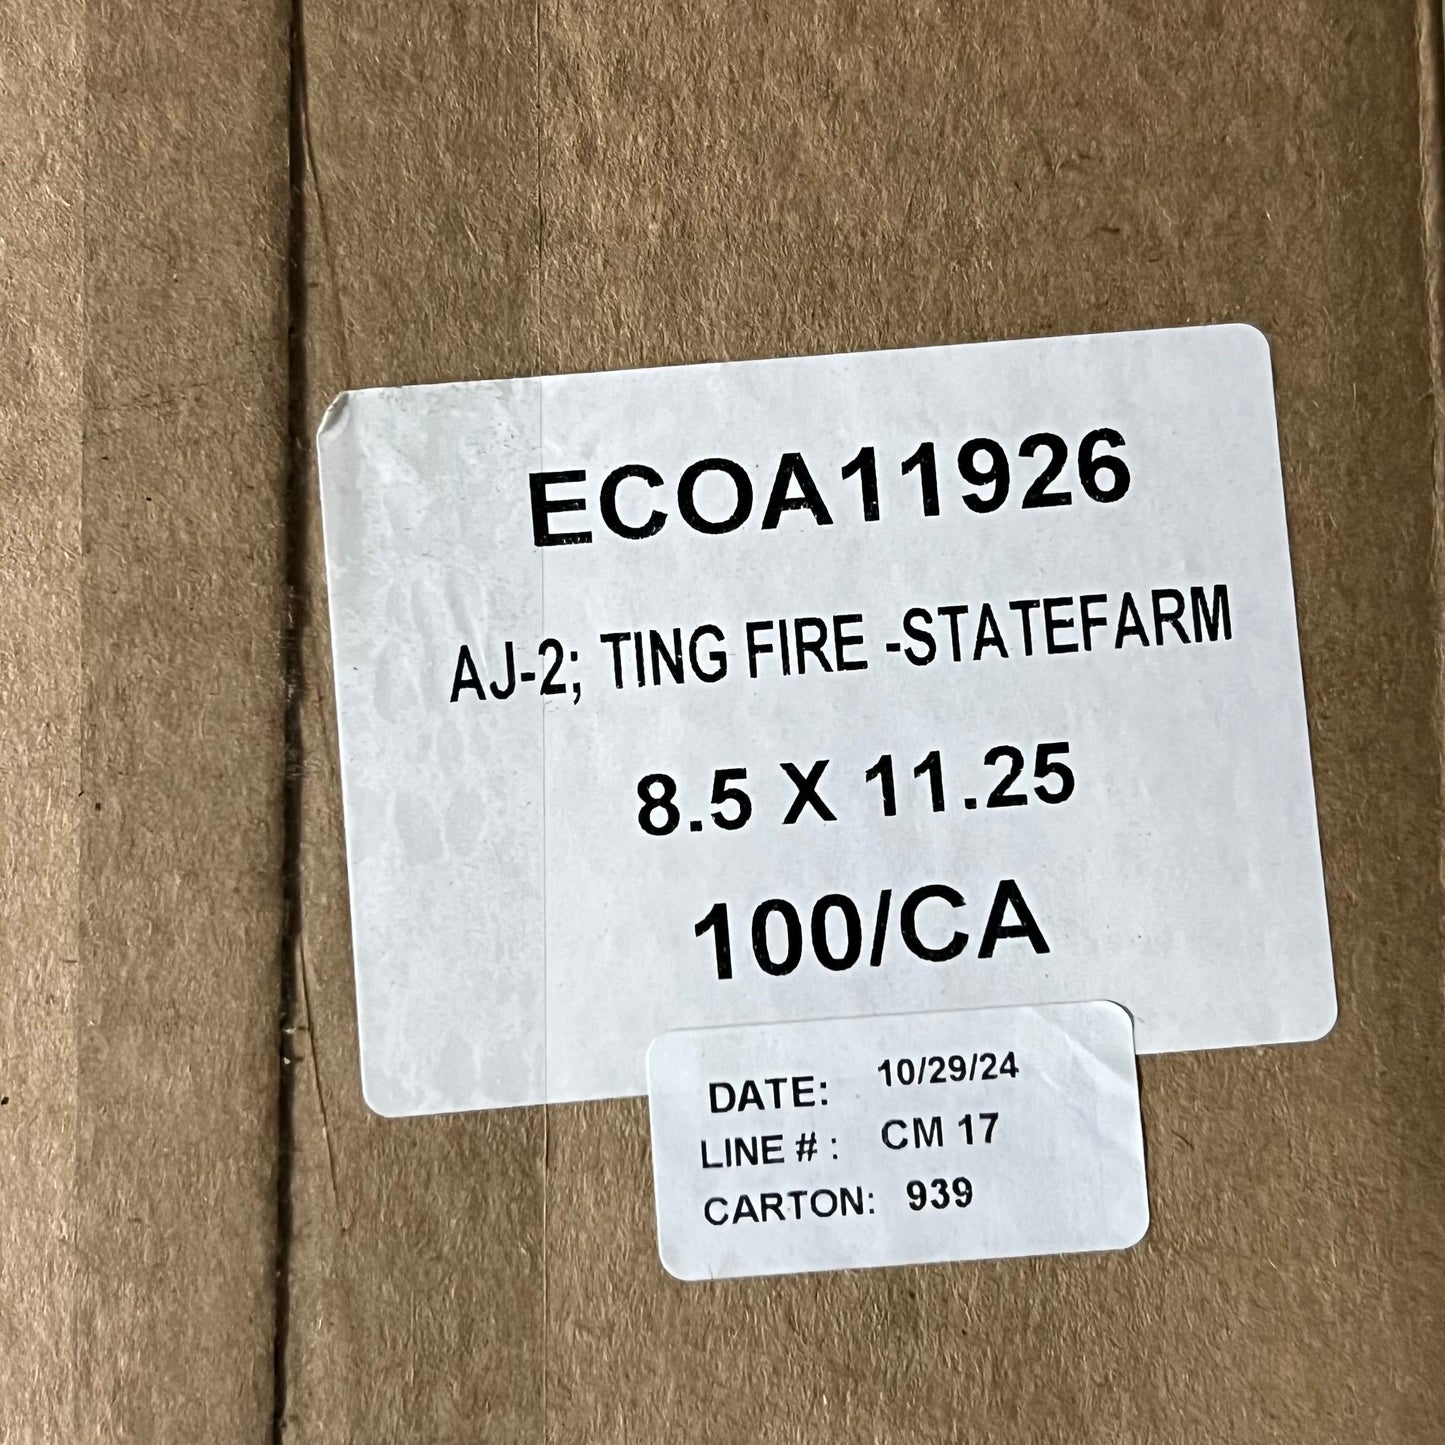 ECOA11926
AJ-2; TING FIRE -STATEFARM
8.5 X 11.25
100/CA
DATE: 10/29/24
LINE # : CM 17
CARTON: 939